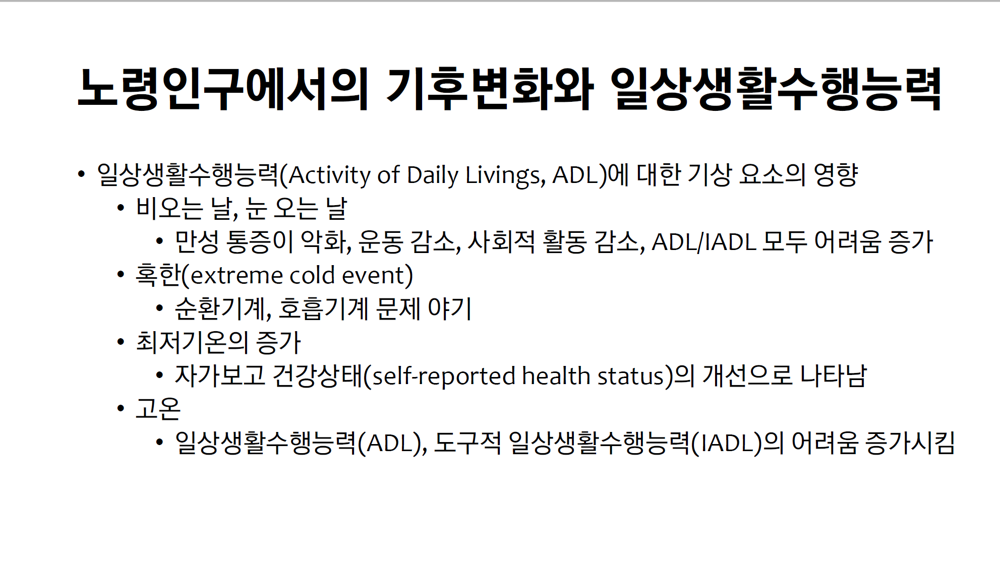 노령인구에서의 기후변화와 일상생활수행능력
• 일상생활수행능력(Activity of Daily Livings, ADL)에 대한 기상 요소의 영향
• 비오는 날, 눈 오는 날
• 만성 통증이 악화, 운동 감소, 사회적 활동 감소, ADL/IADL 모두 어려움 증가
• 혹한(extreme cold event)
• 순환기계, 호흡기계 문제 야기
• 최저기온의 증가
• 자가보고 건강상태(self-reported health status)의 개선으로 나타남
• 고온
• 일상생활수행능력(ADL), 도구적 일상생활수행능력(IADL)의 어려움 증가시킴